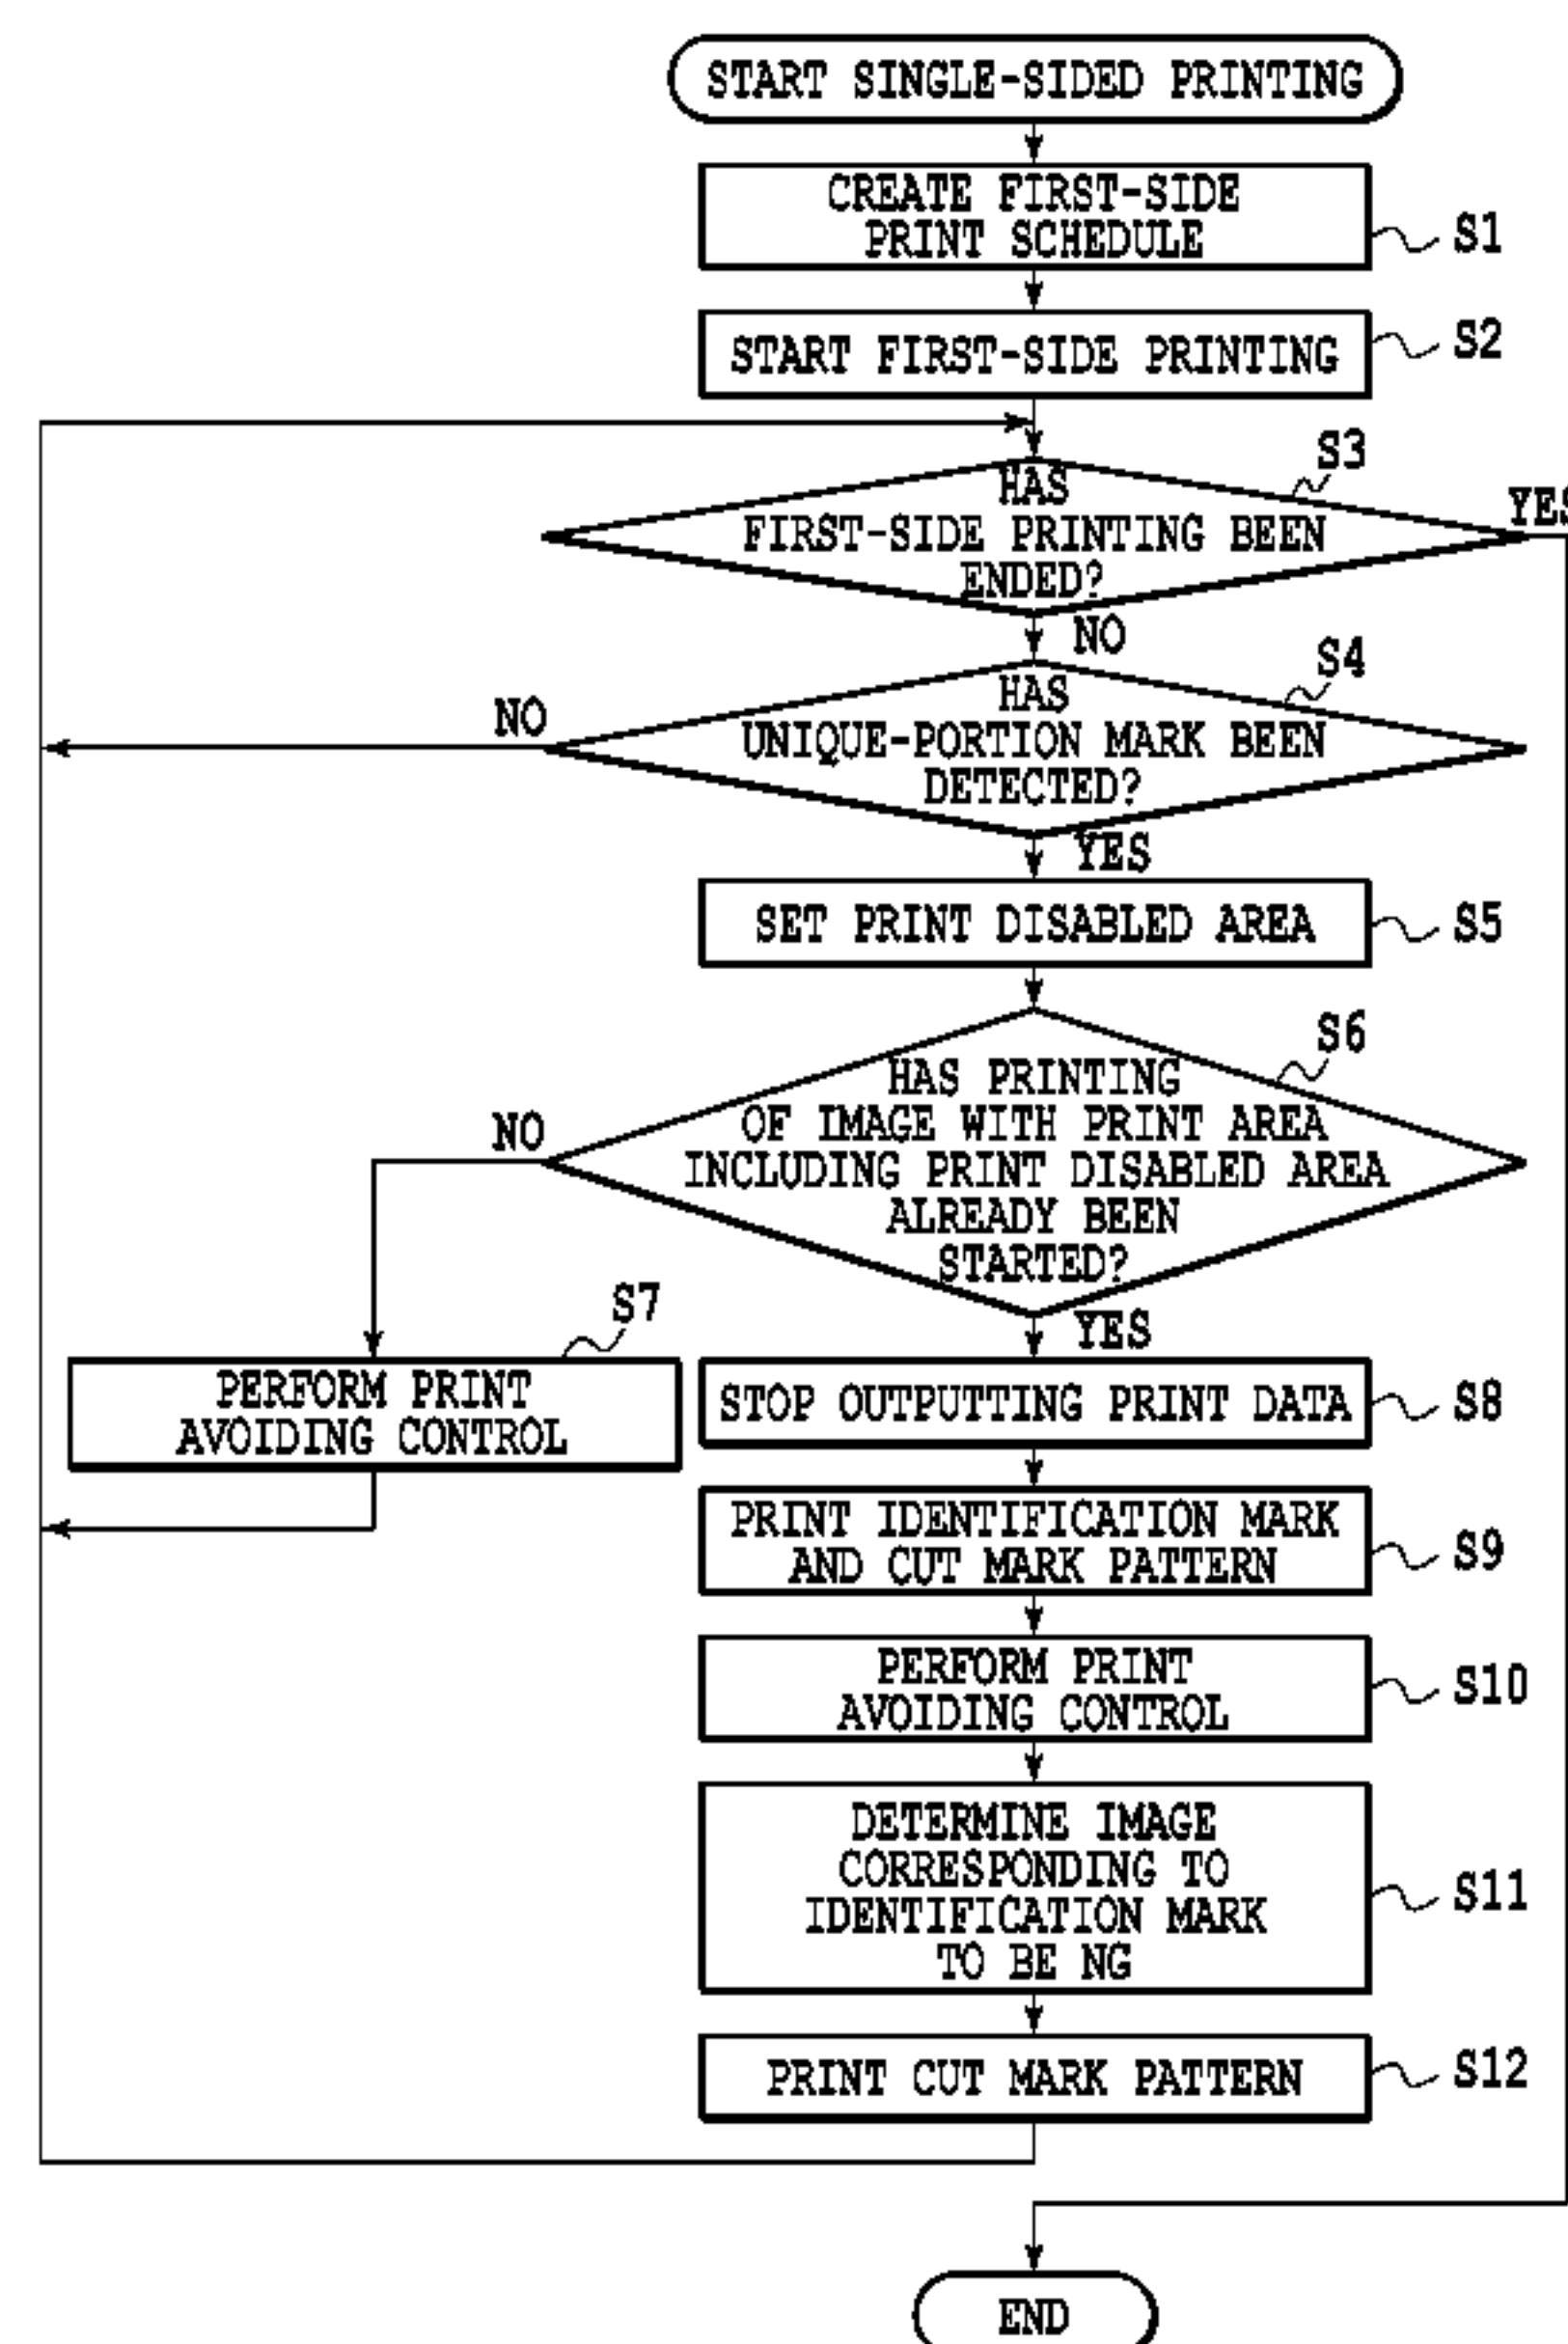 START SINGLE-SIDED PRINTING
CREATE FIRST-SIDE
PRINT SCHEDULE
S1
START FIRST-SIDE PRINTING
S2
S3
HAS
FIRST-SIDE PRINTING BEEN
ENDED?
YES
NO
S4
HAS
UNIQUE-PORTION MARK BEEN
DETECTED?
NO
YES
SET PRINT DISABLED AREA
S5
S6
HAS PRINTING
OF IMAGE WITH PRINT AREA
INCLUDING PRINT DISABLED AREA
ALREADY BEEN
STARTED?
NO
YES
S7
PERFORM PRINT
AVOIDING CONTROL
STOP OUTPUTTING PRINT DATA
S8
PRINT IDENTIFICATION MARK
AND CUT MARK PATTERN
S9
PERFORM PRINT
AVOIDING CONTROL
S10
DETERMINE IMAGE
CORRESPONDING TO
IDENTIFICATION MARK
TO BE NG
S11
PRINT CUT MARK PATTERN
S12
END